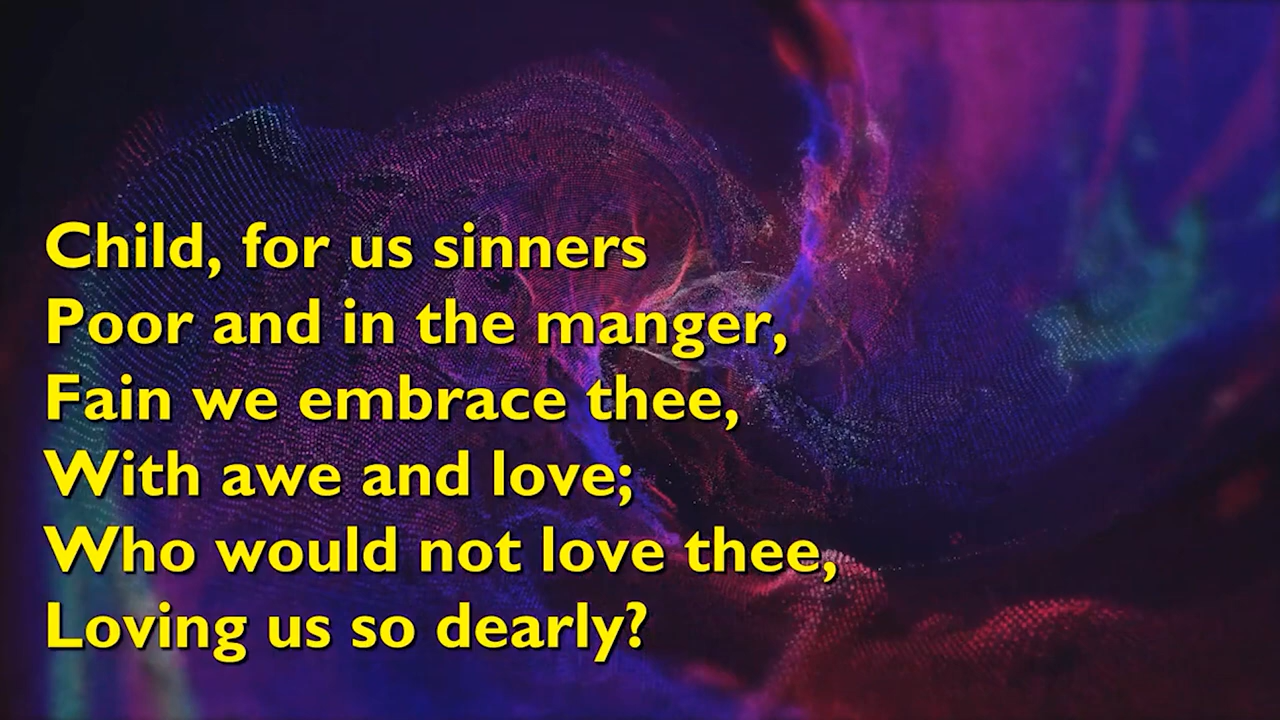 Child, for us sinners
Poor and in the manger,
Fain we embrace thee,
With awe and love;
Who would not love thee,
Loving us so dearly?